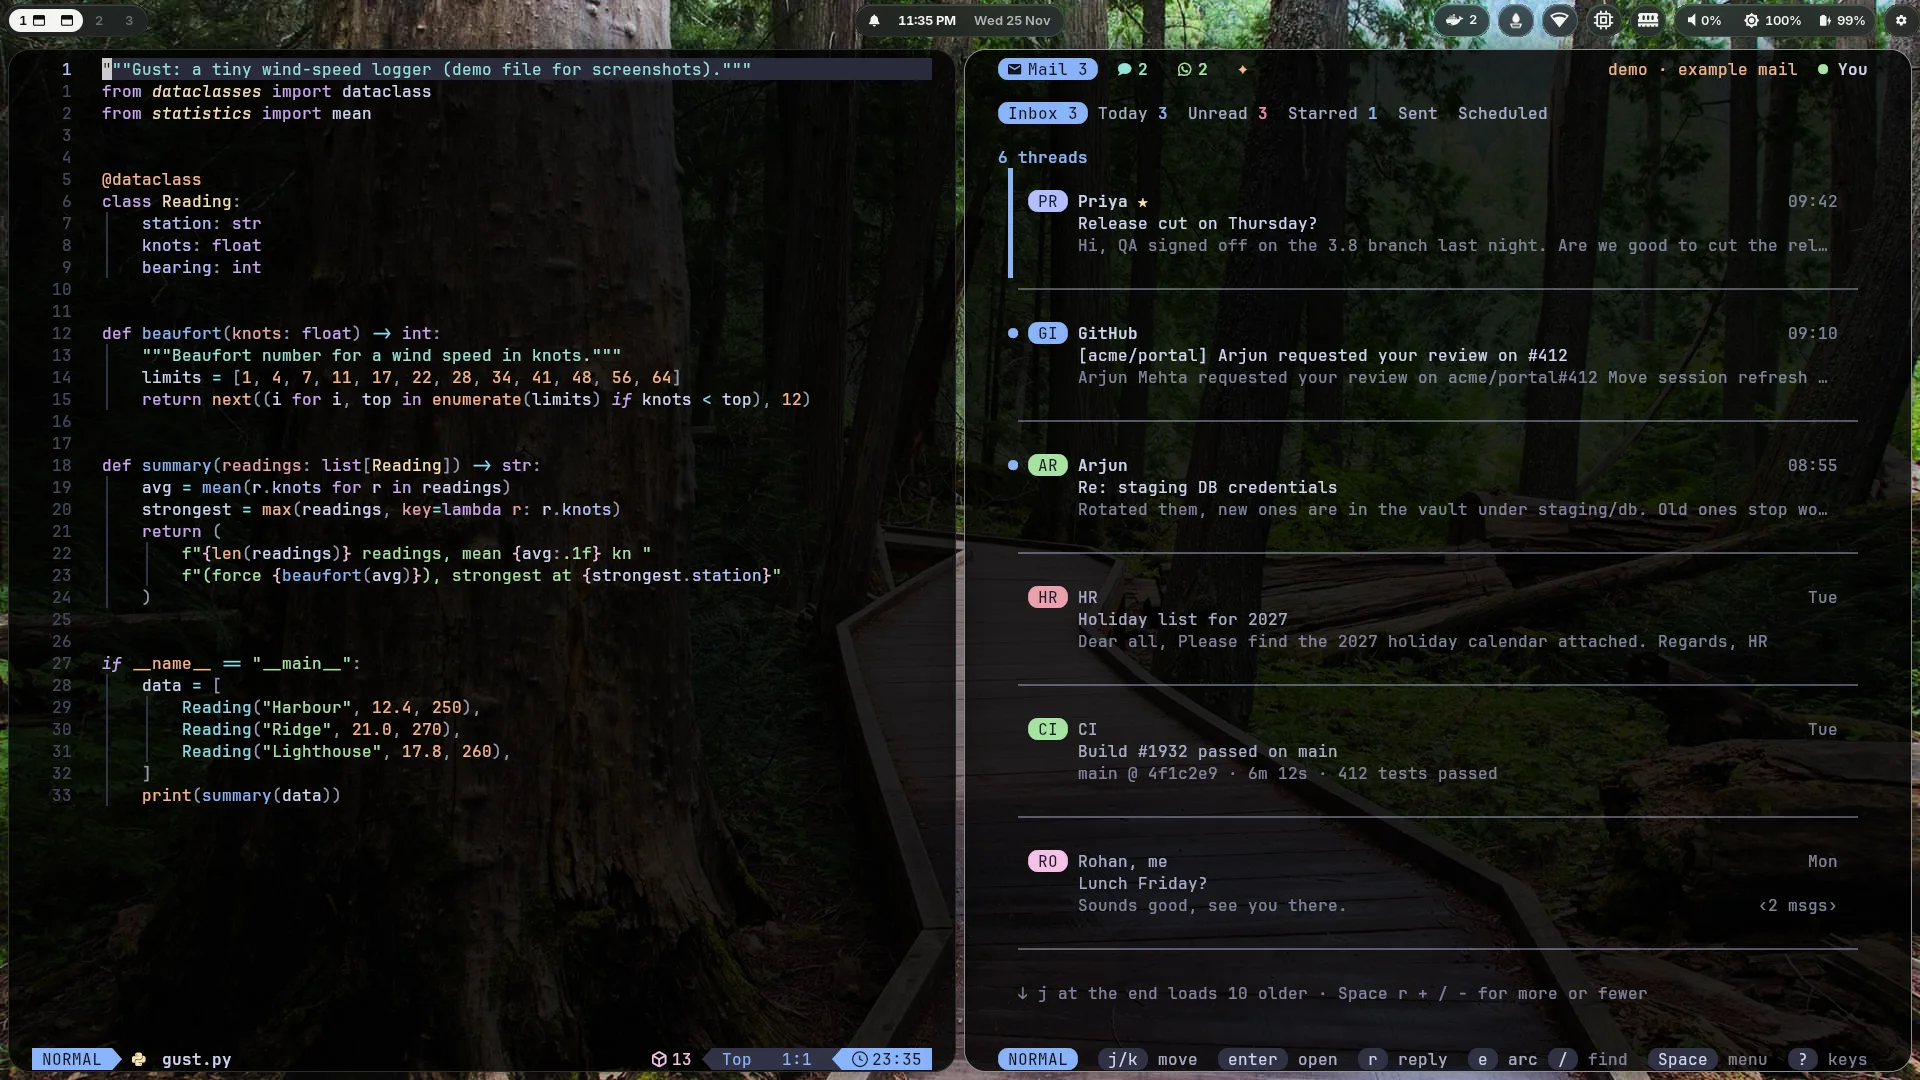 1 2 3
11:35 PM Wed 25 Nov
2 0% 100% 99%
1 """Gust: a tiny wind-speed logger (demo file for screenshots)."""
1 from dataclasses import dataclass
2 from statistics import mean
3
4
5 @dataclass
6 class Reading:
7 station: str
8 knots: float
9 bearing: int
10
11
12 def beaufort(knots: float) -> int:
13 """Beaufort number for a wind speed in knots."""
14 limits = [1, 4, 7, 11, 17, 22, 28, 34, 41, 48, 56, 64]
15 return next((i for i, top in enumerate(limits) if knots < top), 12)
16
17
18 def summary(readings: list[Reading]) -> str:
19 avg = mean(r.knots for r in readings)
20 strongest = max(readings, key=lambda r: r.knots)
21 return (
22 f"{len(readings)} readings, mean {avg:.1f} kn "
23 f"(force {beaufort(avg)}), strongest at {strongest.station}"
24 )
25
26
27 if __name__ == "__main__":
28 data = [
29 Reading("Harbour", 12.4, 250),
30 Reading("Ridge", 21.0, 270),
31 Reading("Lighthouse", 17.8, 260),
32 ]
33 print(summary(data))
NORMAL gust.py 13 Top 1:1 23:35
Mail 3 2 2 demo · example mail You
Inbox 3 Today 3 Unread 3 Starred 1 Sent Scheduled
6 threads
PR Priya ★ 09:42
Release cut on Thursday?
Hi, QA signed off on the 3.8 branch last night. Are we good to cut the rel…
GI GitHub 09:10
[acme/portal] Arjun requested your review on #412
Arjun Mehta requested your review on acme/portal#412 Move session refresh …
AR Arjun 08:55
Re: staging DB credentials
Rotated them, new ones are in the vault under staging/db. Old ones stop wo…
HR HR Tue
Holiday list for 2027
Dear all, Please find the 2027 holiday calendar attached. Regards, HR
CI CI Tue
Build #1932 passed on main
main @ 4f1c2e9 · 6m 12s · 412 tests passed
RO Rohan, me Mon
Lunch Friday?
Sounds good, see you there. ‹2 msgs›
↓ j at the end loads 10 older · Space r + / - for more or fewer
NORMAL j/k move enter open r reply e arc / find Space menu ? keys